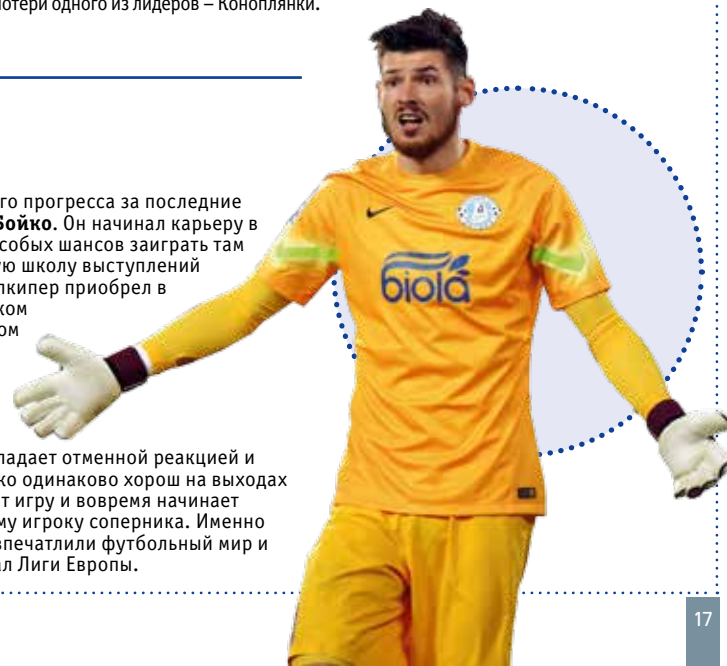 потери одного из лидеров – Коноплянки.
го прогресса за последние
Бойко. Он начинал карьеру в
собых шансов заиграть там
ую школу выступлений
лкипер приобрел в
ком
ом
ладает отменной реакцией и
ко одинаково хорош на выходах
т игру и вовремя начинает
му игроку соперника. Именно
впечатлили футбольный мир и
л Лиги Европы.
biola
17